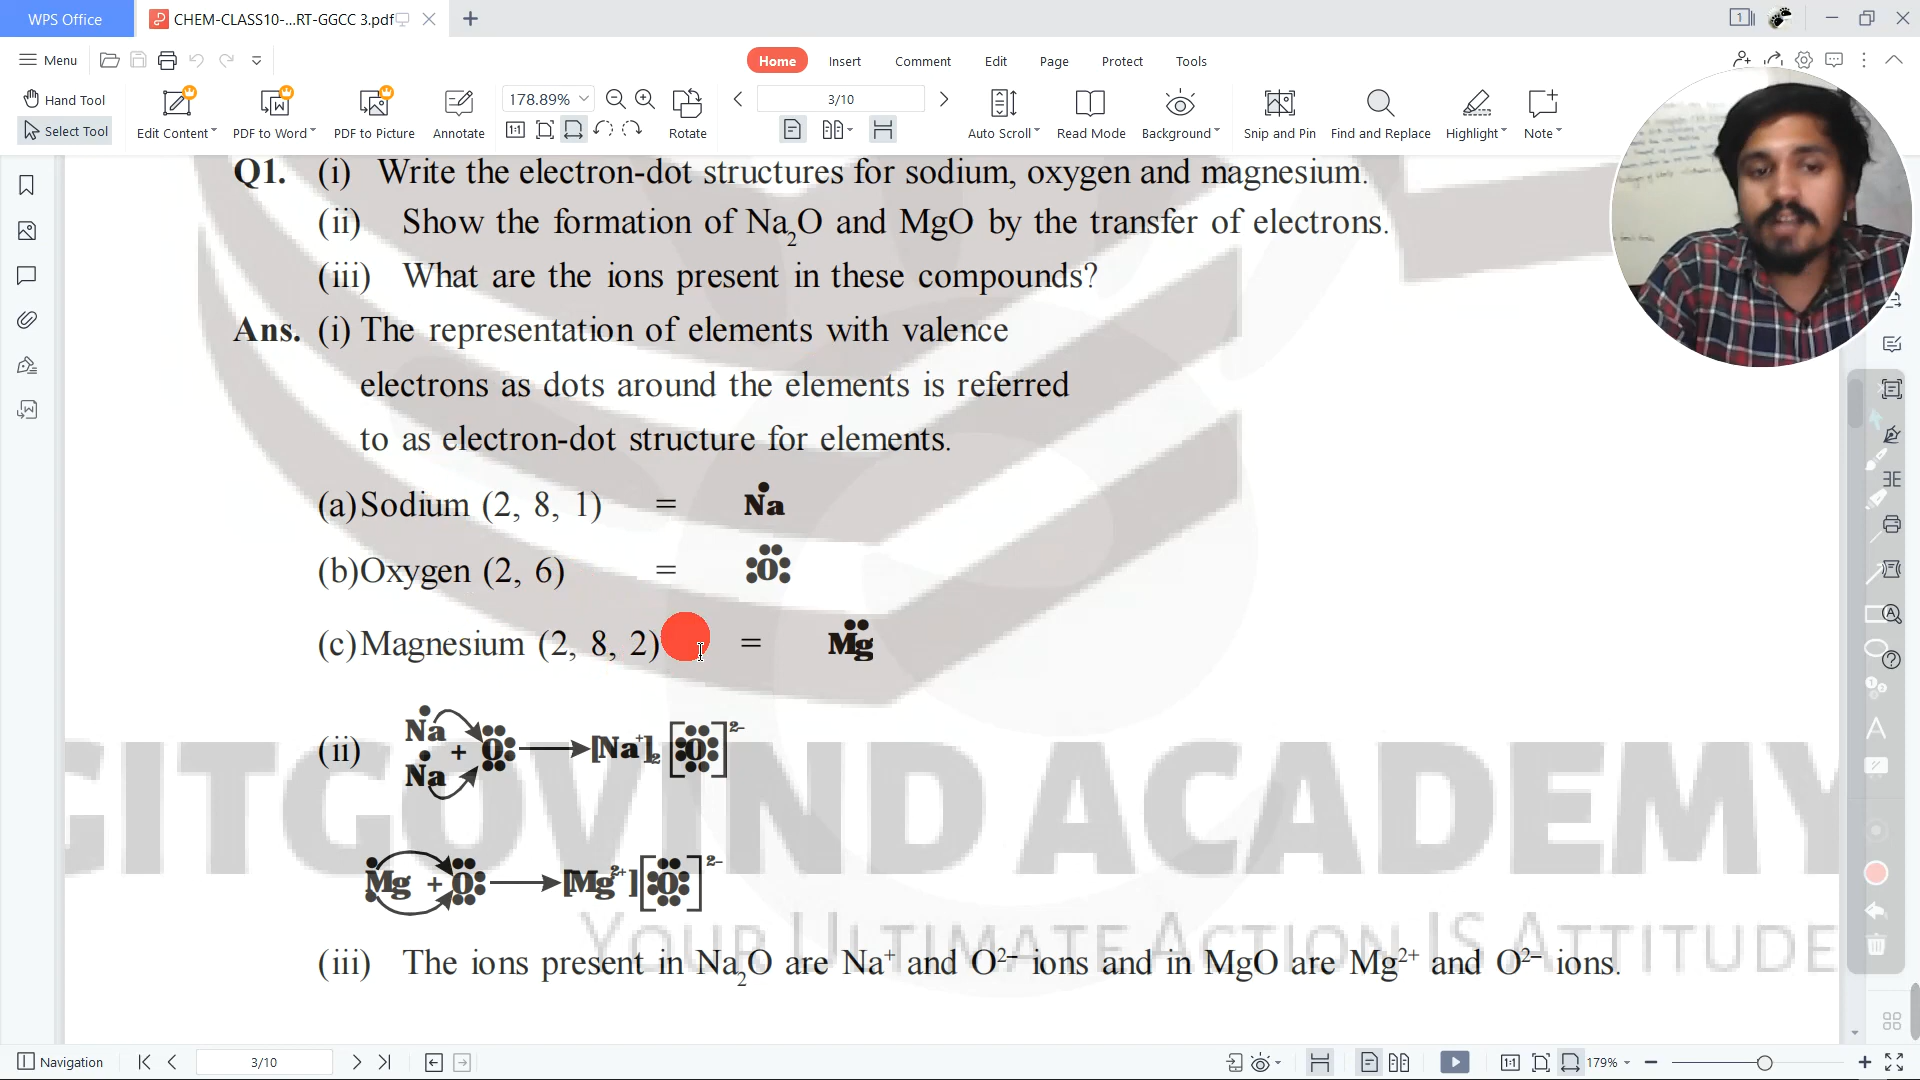 WPS Office
CHEM-CLASS10-...RT-GGCC 3.pdf
Menu
Home Insert Comment Edit Page Protect Tools
Hand Tool
Select Tool
Edit Content
PDF to Word
PDF to Picture
Annotate
178.89%
Rotate
3/10
Auto Scroll
Read Mode
Background
Snip and Pin
Find and Replace
Highlight
Note
Q1. (i) Write the electron-dot structures for sodium, oxygen and magnesium.
(ii) Show the formation of Na₂O and MgO by the transfer of electrons.
(iii) What are the ions present in these compounds?
Ans. (i) The representation of elements with valence
electrons as dots around the elements is referred
to as electron-dot structure for elements.
(a) Sodium (2, 8, 1) = Na
(b) Oxygen (2, 6) = O
(c) Magnesium (2, 8, 2) = Mg
(ii) Na
Na + O → [Na⁺]₂ [O]²⁻
Mg + O → [Mg²⁺] [O]²⁻
GITGOVIND ACADEMY
YOUR ULTIMATE ACTION IS ATTITUDE
(iii) The ions present in Na₂O are Na⁺ and O²⁻ ions and in MgO are Mg²⁺ and O²⁻ ions.
Navigation
3/10
179%